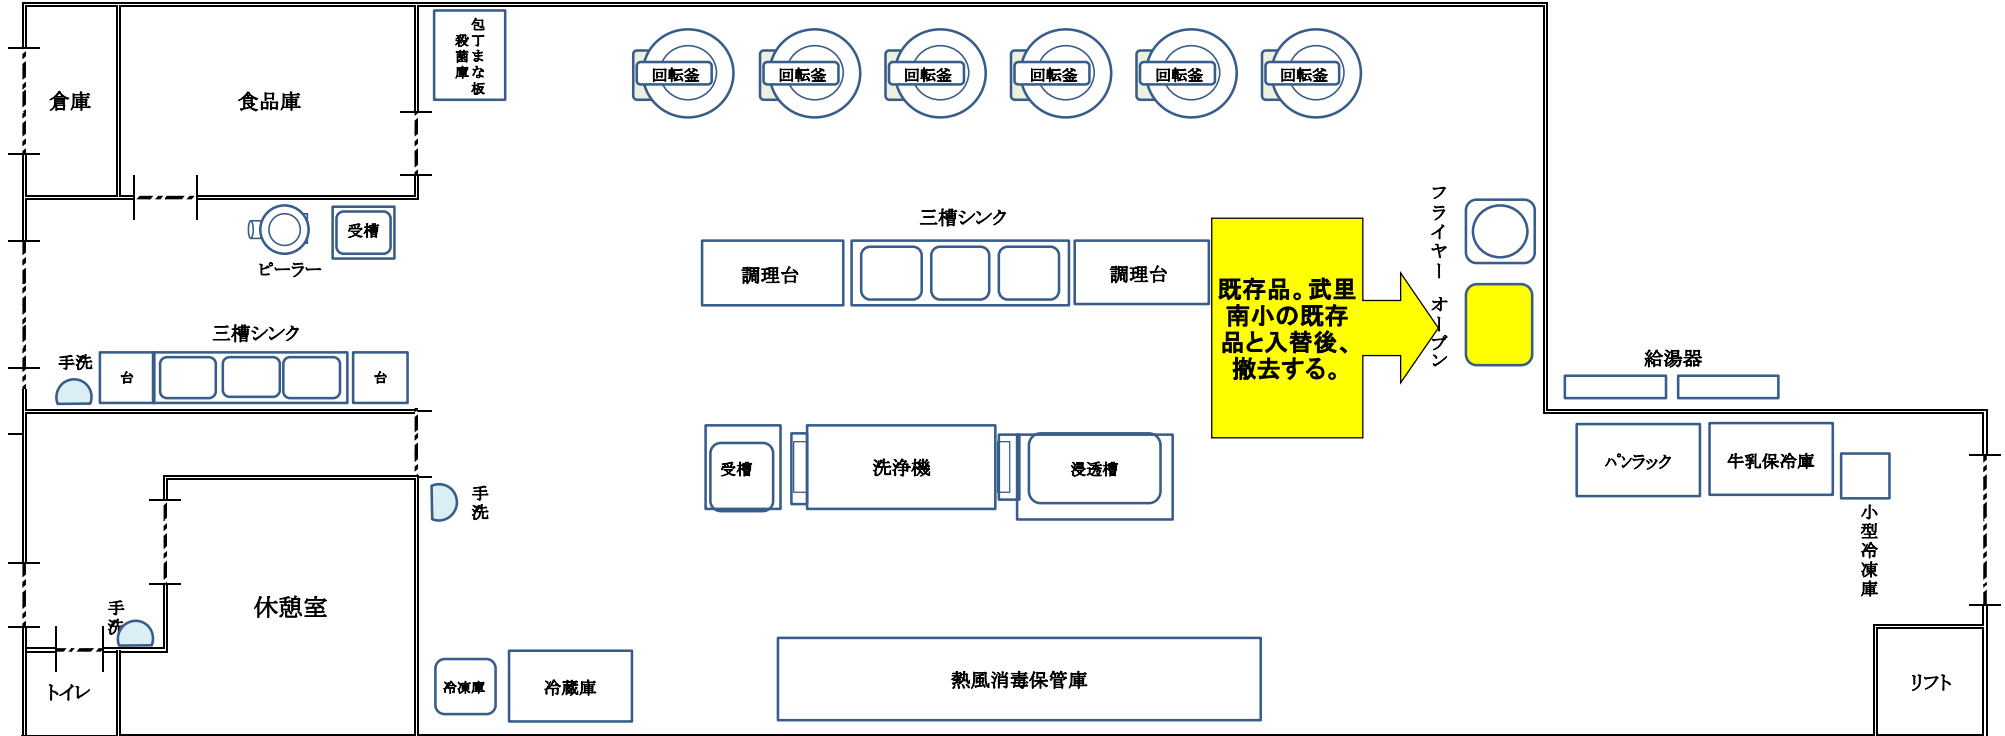 包丁まな板
殺菌庫
回転釜
回転釜
回転釜
回転釜
回転釜
回転釜
倉庫
食品庫
受槽
ピーラー
三槽シンク
調理台
調理台
フライヤー
既存品。武里
南小の既存
品と入替後、
撤去する。
オーブン
三槽シンク
手洗
台
台
給湯器
受槽
洗浄機
浸透槽
パンラック
牛乳保冷庫
小型冷凍庫
手洗
休憩室
手洗
トイレ
冷凍庫
冷蔵庫
熱風消毒保管庫
リフト